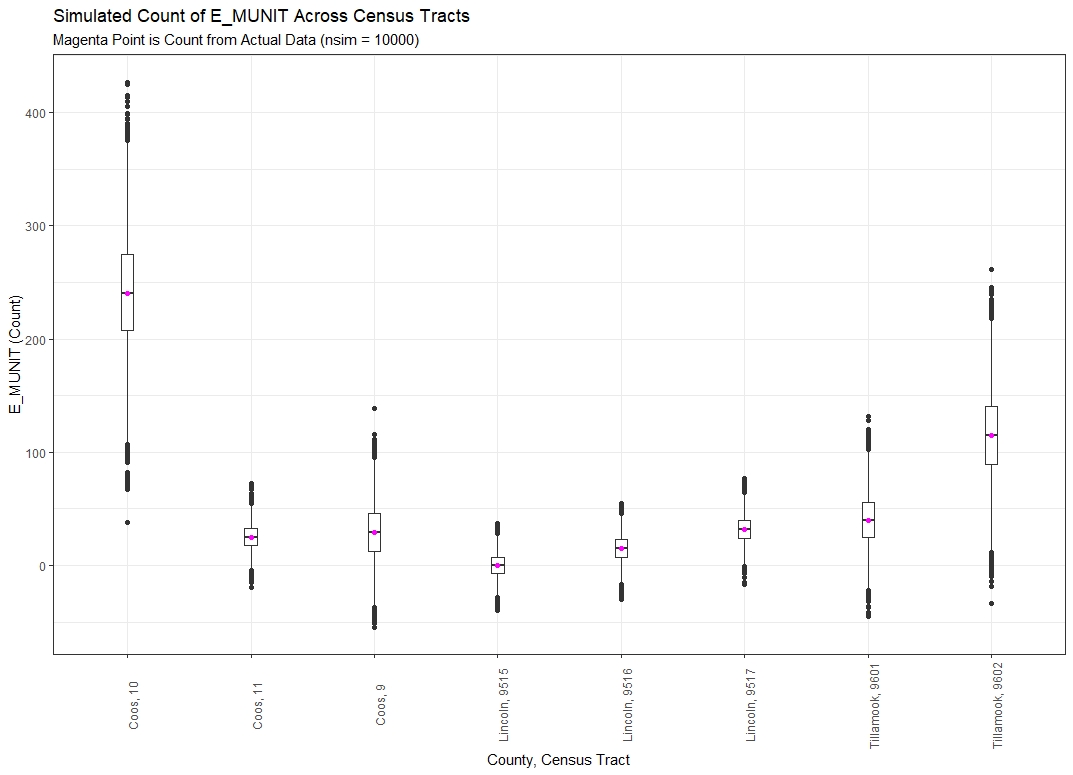 Simulated Count of E_MUNIT Across Census Tracts
Magenta Point is Count from Actual Data (nsim = 10000)
E_MUNIT (Count)
400
300
200
100
0
Coos, 10
Coos, 11
Coos, 9
Lincoln, 9515
Lincoln, 9516
Lincoln, 9517
Tillamook, 9601
Tillamook, 9602
County, Census Tract